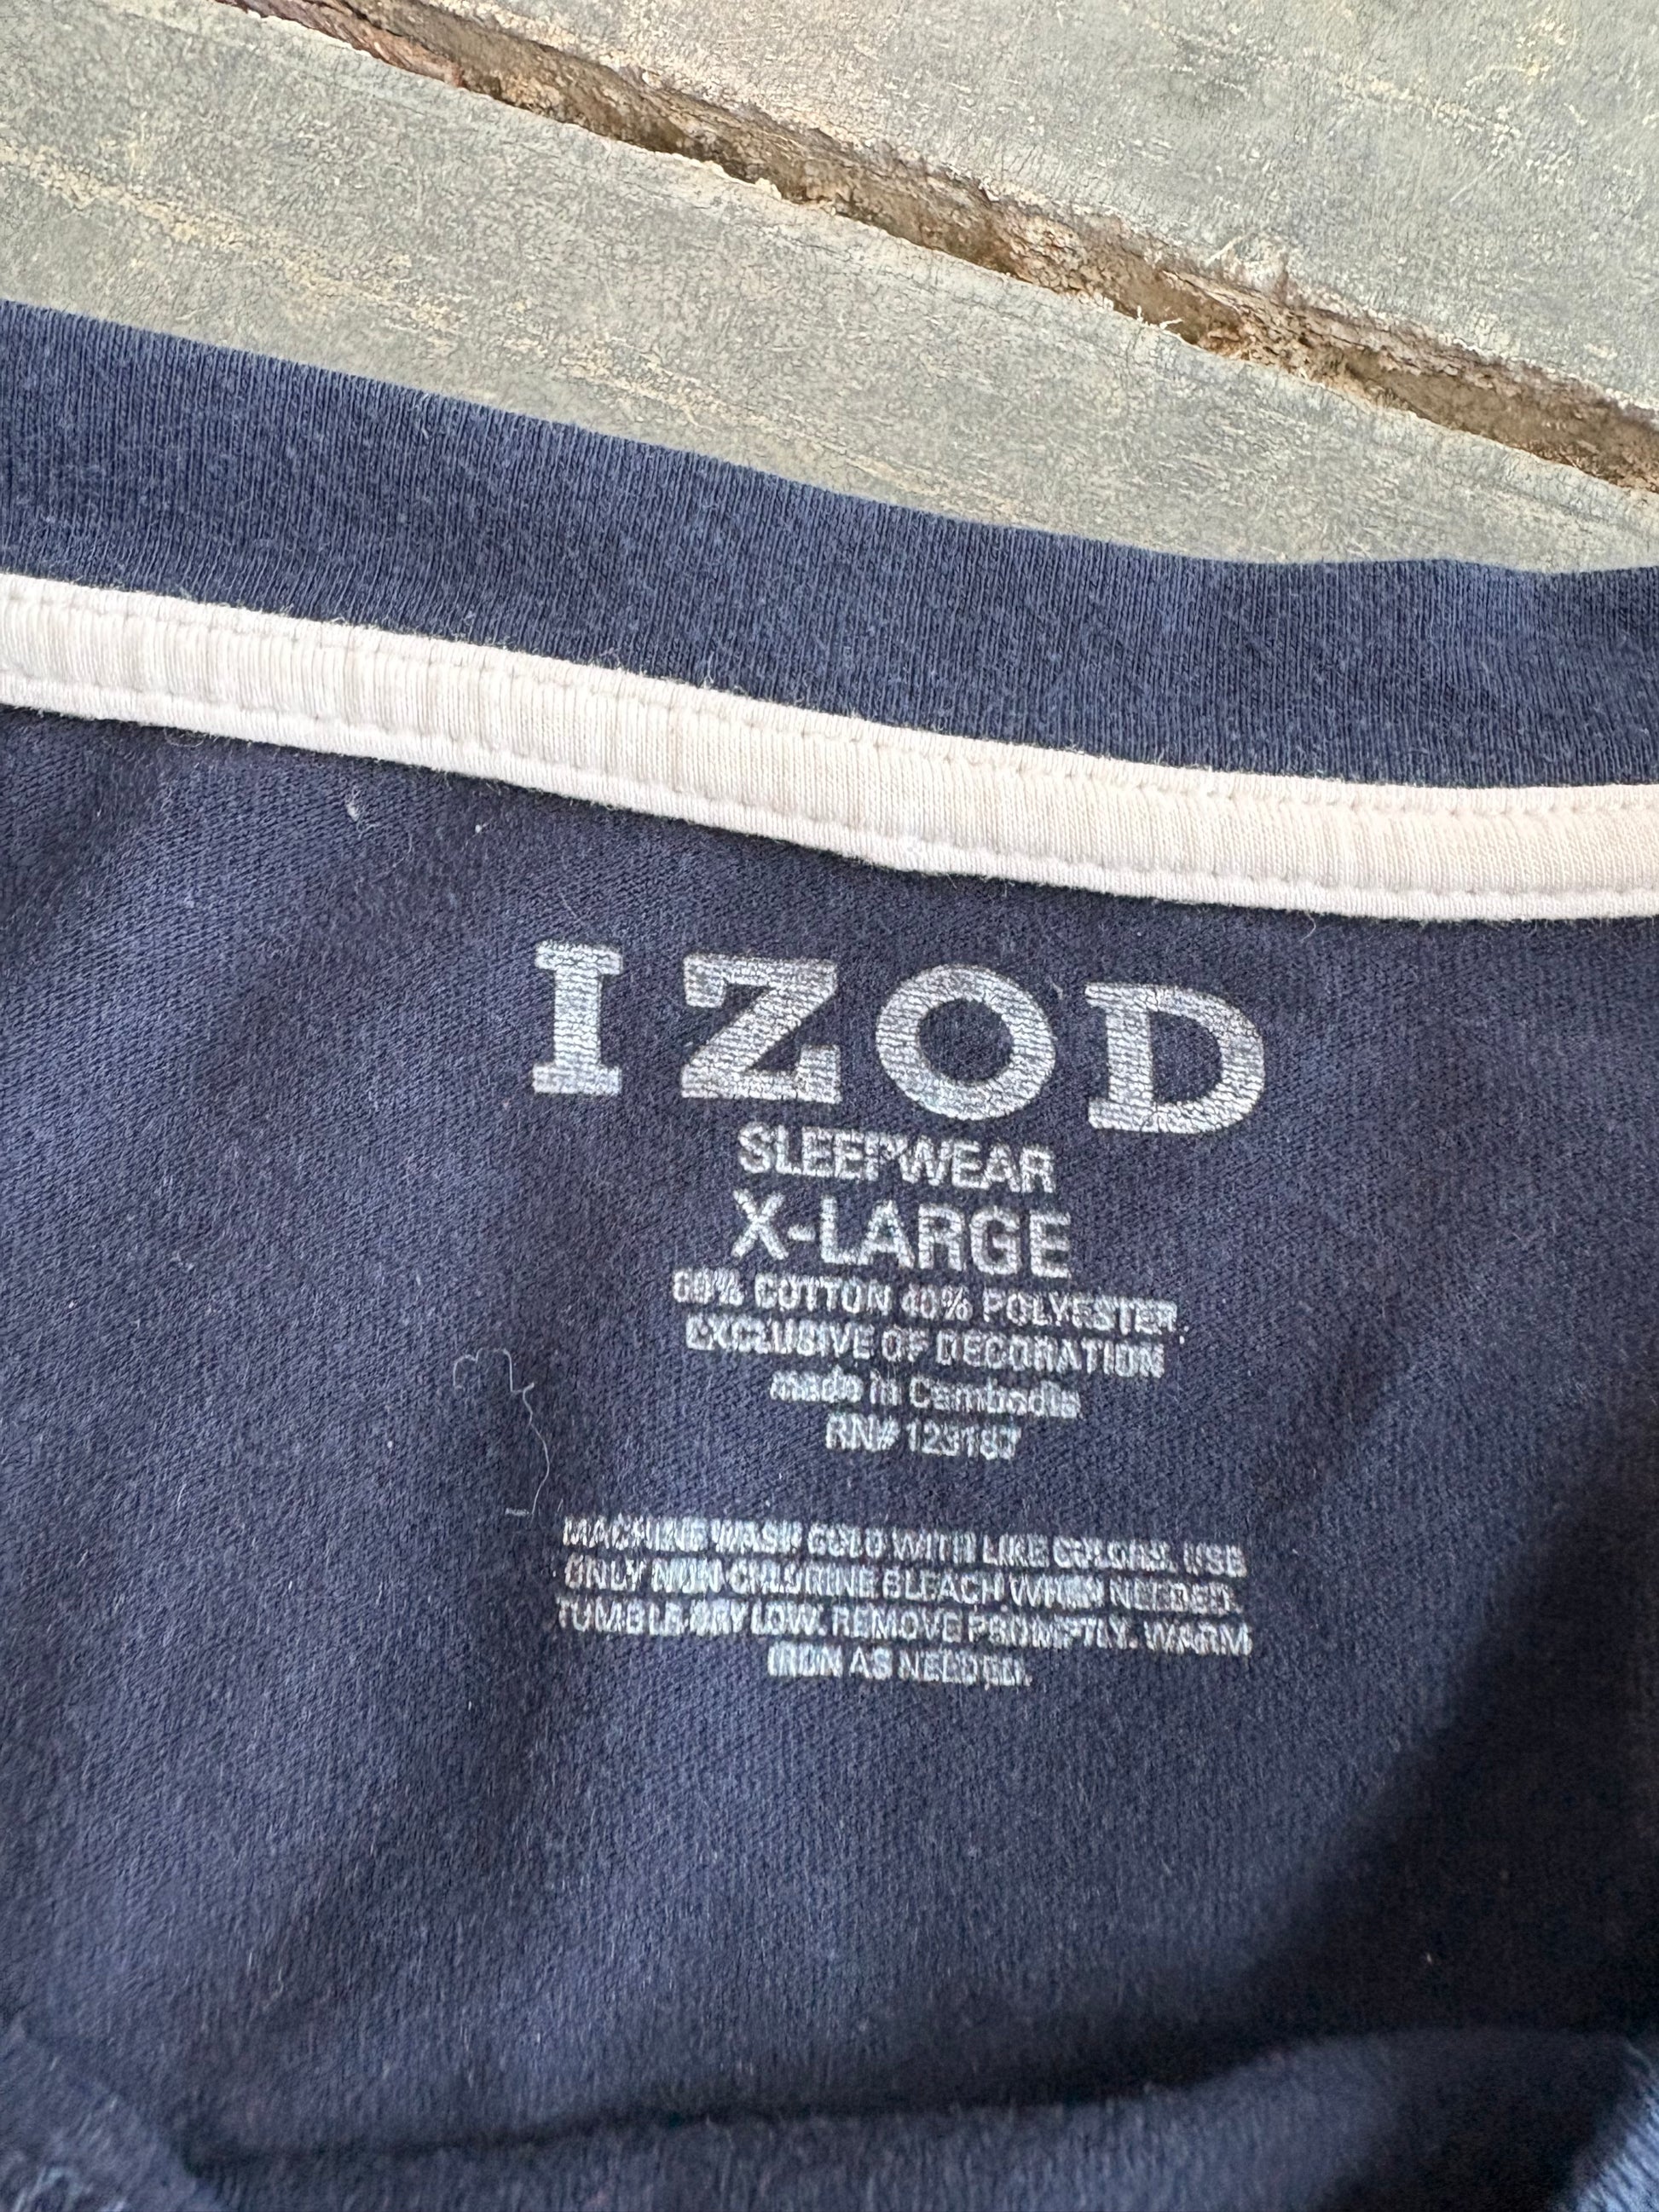 IZOD
SLEEPWEAR
X-LARGE
60% COTTON 40% POLYESTER
EXCLUSIVE OF DECORATION
made in Cambodia
RN# 123187
MACHINE WASH COLD WITH LIKE COLORS. USE
ONLY NON-CHLORINE BLEACH WHEN NEEDED.
TUMBLE DRY LOW. REMOVE PROMPTLY. WARM
IRON AS NEEDED.